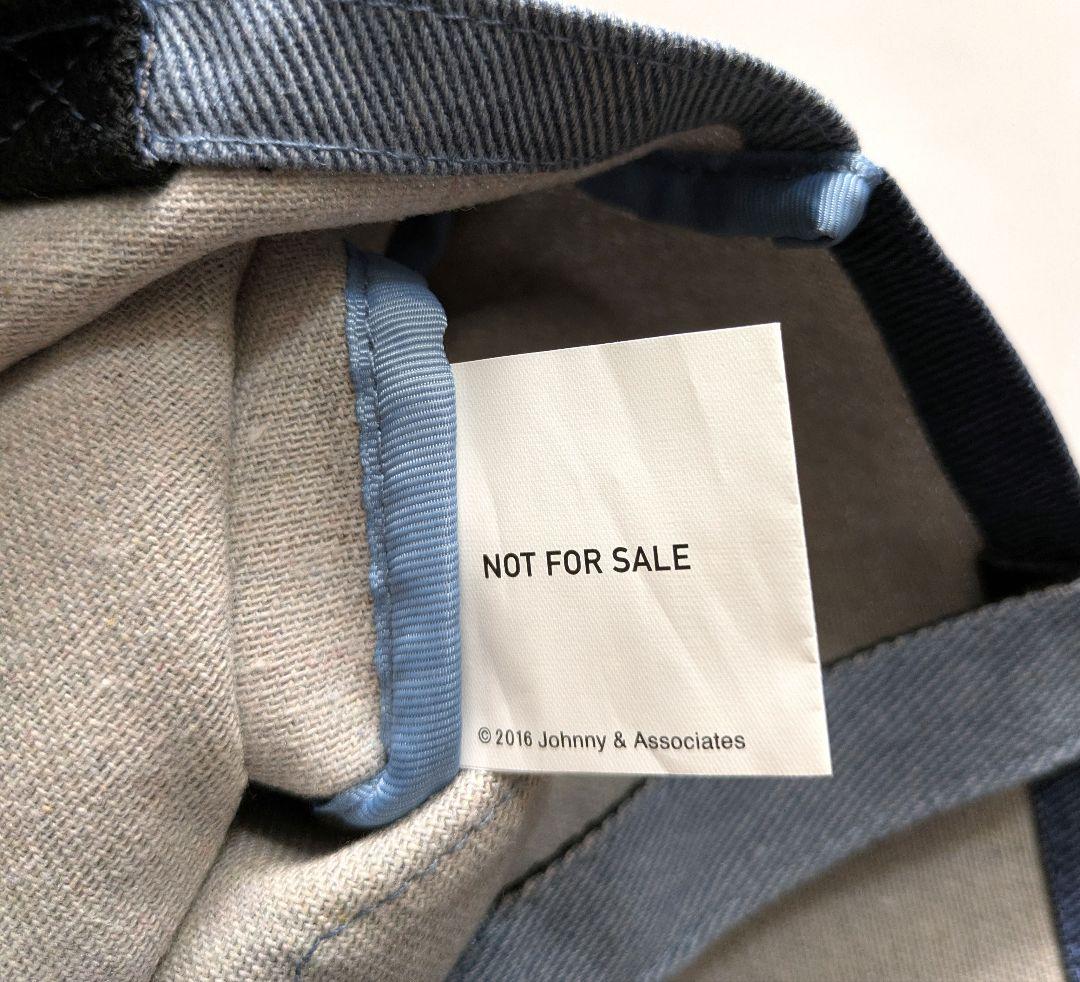 NOT FOR SALE
©2016 Johnny & Associates